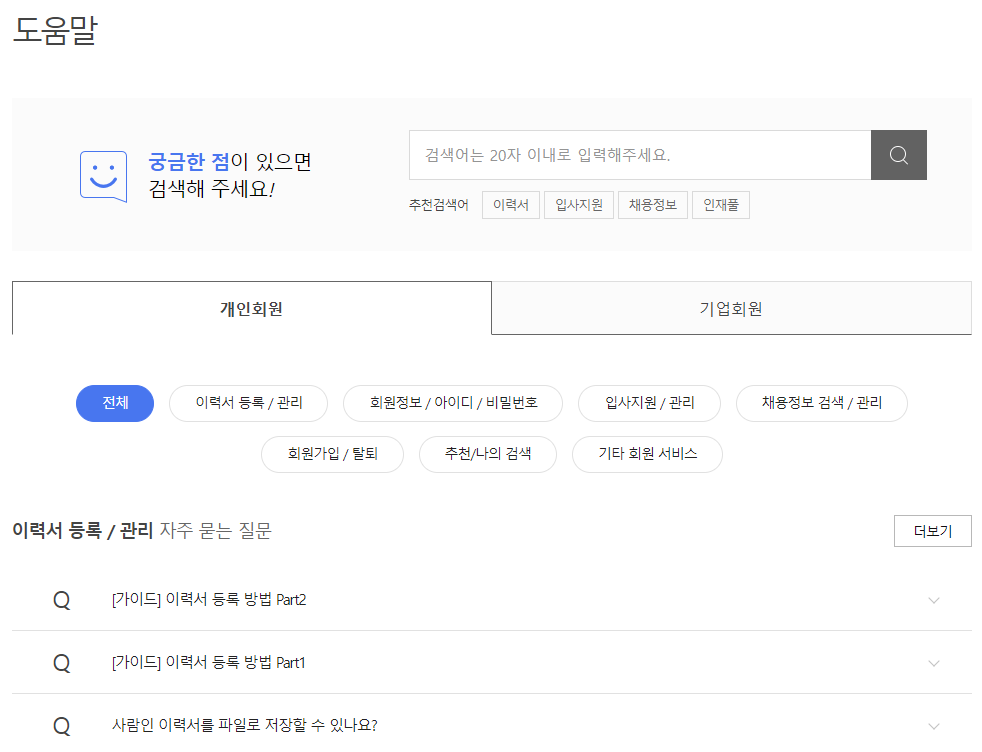 도움말
궁금한 점이 있으면
검색해 주세요!
검색어는 20자 이내로 입력해주세요.
추천검색어 이력서 입사지원 채용정보 인재풀
개인회원 기업회원
전체 이력서 등록 / 관리 회원정보 / 아이디 / 비밀번호 입사지원 / 관리 채용정보 검색 / 관리
회원가입 / 탈퇴 추천/나의 검색 기타 회원 서비스
이력서 등록 / 관리 자주 묻는 질문 더보기
Q [가이드] 이력서 등록 방법 Part2
Q [가이드] 이력서 등록 방법 Part1
Q 사람인 이력서를 파일로 저장할 수 있나요?